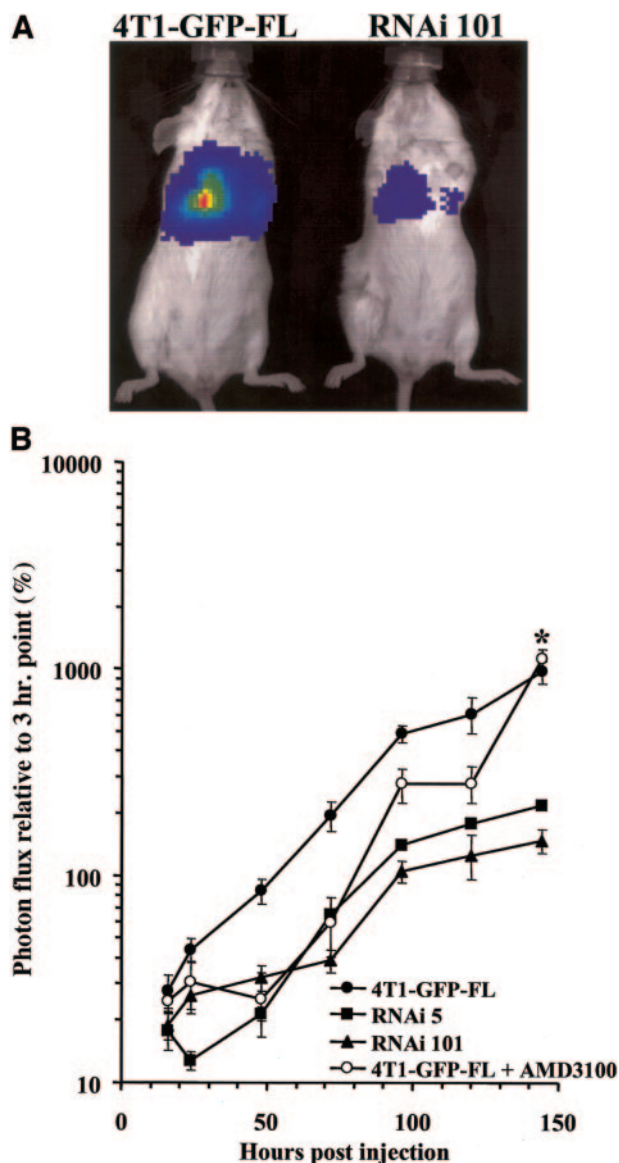 A
4T1-GFP-FL RNAi 101
B
Photon flux relative to 3 hr. point (%)
10000
1000
100
10
*
4T1-GFP-FL
RNAi 5
RNAi 101
4T1-GFP-FL + AMD3100
0 50 100 150
Hours post injection